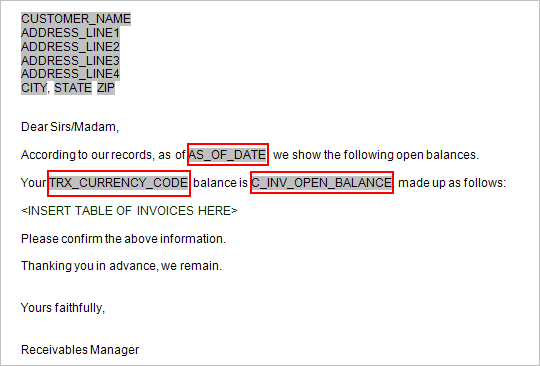 CUSTOMER_NAME
ADDRESS_LINE1
ADDRESS_LINE2
ADDRESS_LINE3
ADDRESS_LINE4
CITY, STATE ZIP
Dear Sirs/Madam,
According to our records, as of AS_OF_DATE we show the following open balances.
Your TRX_CURRENCY_CODE balance is C_INV_OPEN_BALANCE made up as follows:
<INSERT TABLE OF INVOICES HERE>
Please confirm the above information.
Thanking you in advance, we remain.
Yours faithfully,
Receivables Manager